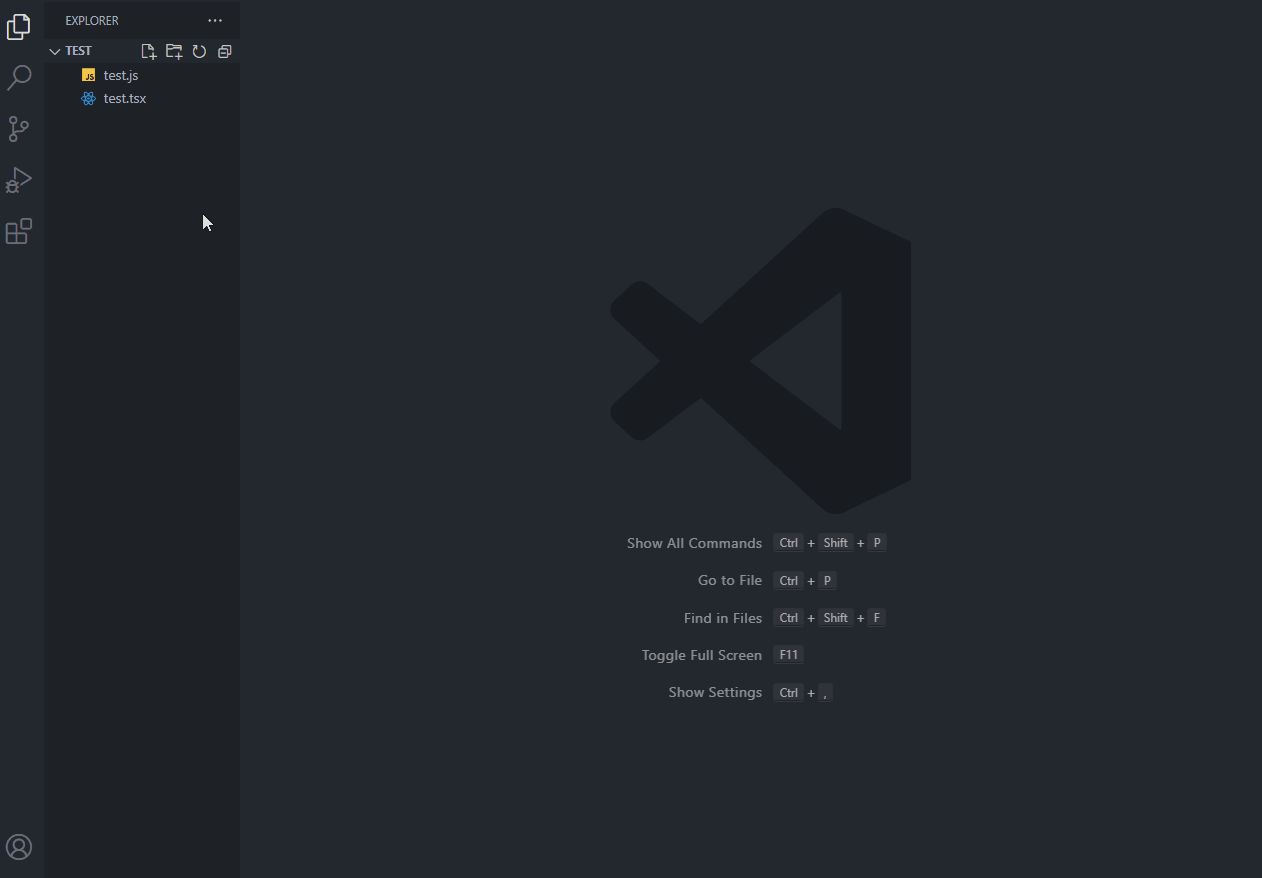 EXPLORER
TEST
JS test.js
test.tsx
Show All Commands Ctrl + Shift + P
Go to File Ctrl + P
Find in Files Ctrl + Shift + F
Toggle Full Screen F11
Show Settings Ctrl + ,